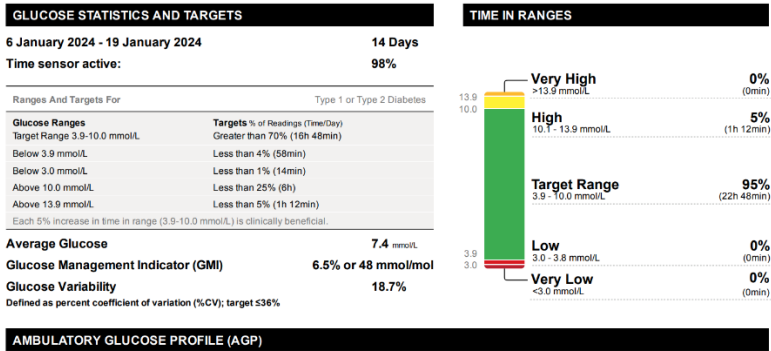 GLUCOSE STATISTICS AND TARGETS
6 January 2024 - 19 January 2024 14 Days
Time sensor active: 98%
Ranges And Targets For Type 1 or Type 2 Diabetes
Glucose Ranges Targets % of Readings (Time/Day)
Target Range 3.9-10.0 mmol/L Greater than 70% (16h 48min)
Below 3.9 mmol/L Less than 4% (58min)
Below 3.0 mmol/L Less than 1% (14min)
Above 10.0 mmol/L Less than 25% (6h)
Above 13.9 mmol/L Less than 5% (1h 12min)
Each 5% increase in time in range (3.9-10.0 mmol/L) is clinically beneficial.
Average Glucose 7.4 mmol/L
Glucose Management Indicator (GMI) 6.5% or 48 mmol/mol
Glucose Variability 18.7%
Defined as percent coefficient of variation (%CV); target ≤36%
TIME IN RANGES
Very High 0%
>13.9 mmol/L (0min)
13.9
10.0
High 5%
10.1 - 13.9 mmol/L (1h 12min)
Target Range 95%
3.9 - 10.0 mmol/L (22h 48min)
Low 0%
3.0 - 3.8 mmol/L (0min)
3.9
3.0
Very Low 0%
<3.0 mmol/L (0min)
AMBULATORY GLUCOSE PROFILE (AGP)